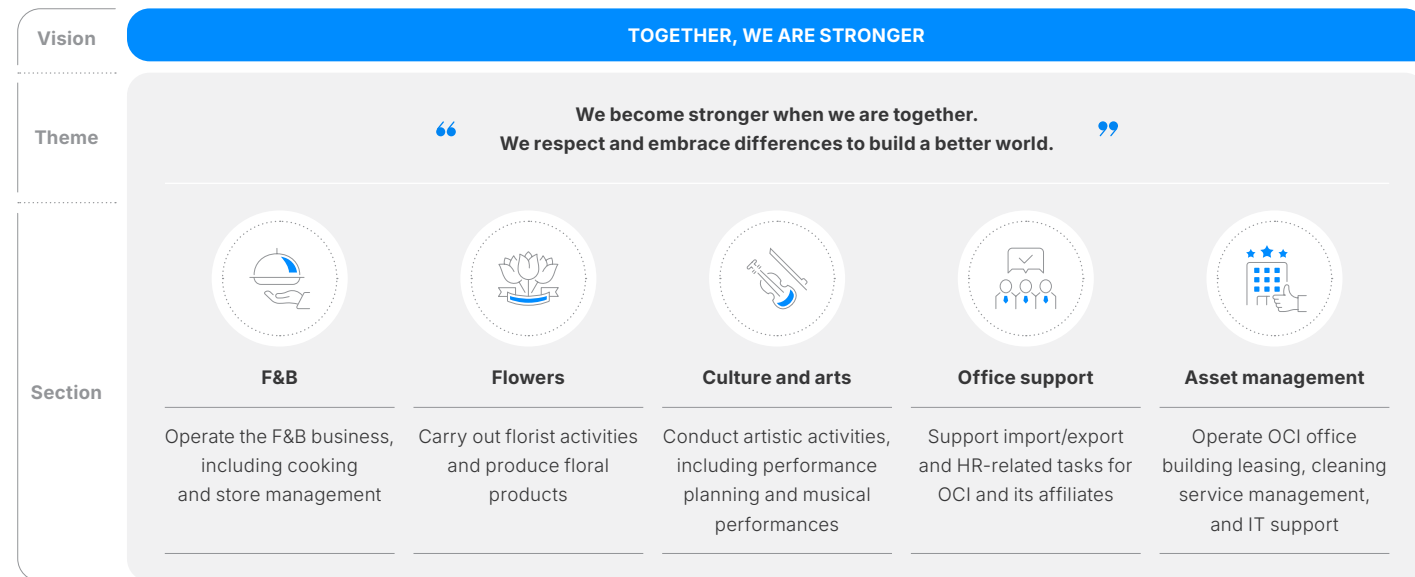 Vision
TOGETHER, WE ARE STRONGER
Theme
We become stronger when we are together.
We respect and embrace differences to build a better world.
Section
F&B
Operate the F&B business,
including cooking
and store management
Flowers
Carry out florist activities
and produce floral
products
Culture and arts
Conduct artistic activities,
including performance
planning and musical
performances
Office support
Support import/export
and HR-related tasks for
OCI and its affiliates
Asset management
Operate OCI office
building leasing, cleaning
service management,
and IT support